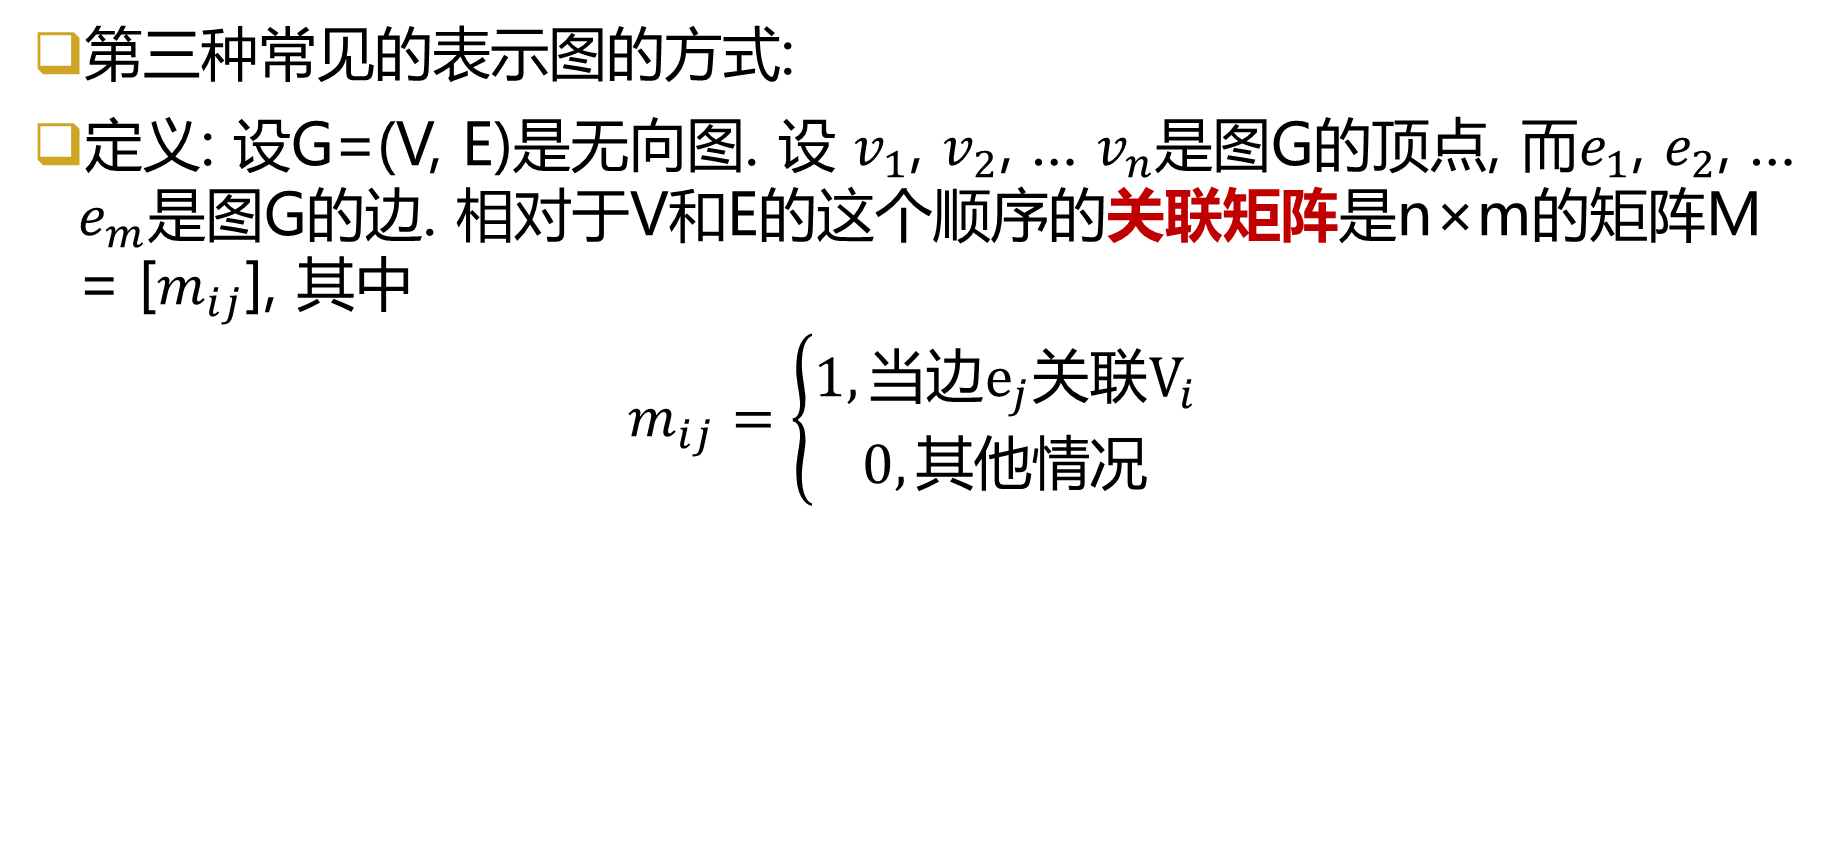 ❑第三种常见的表示图的方式:
❑定义: 设G=(V, E)是无向图. 设 𝑣₁, 𝑣₂, … 𝑣ₙ是图G的顶点, 而𝑒₁, 𝑒₂, …
𝑒ₘ是图G的边. 相对于V和E的这个顺序的关联矩阵是n×m的矩阵M
= [𝑚ᵢⱼ], 其中
𝑚ᵢⱼ = {1, 当边eⱼ关联Vᵢ
0, 其他情况